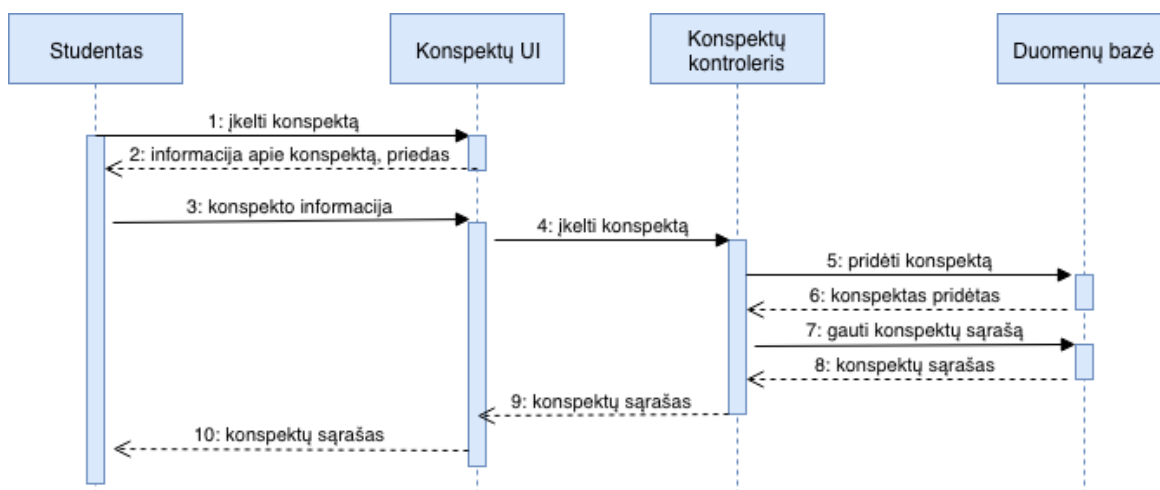 Studentas
Konspektų UI
Konspektų
kontroleris
Duomenų bazė
1: įkelti konspektą
2: informacija apie konspektą, priedas
3: konspekto informacija
4: įkelti konspektą
5: pridėti konspektą
6: konspektas pridėtas
7: gauti konspektų sąrašą
8: konspektų sąrašas
9: konspektų sąrašas
10: konspektų sąrašas